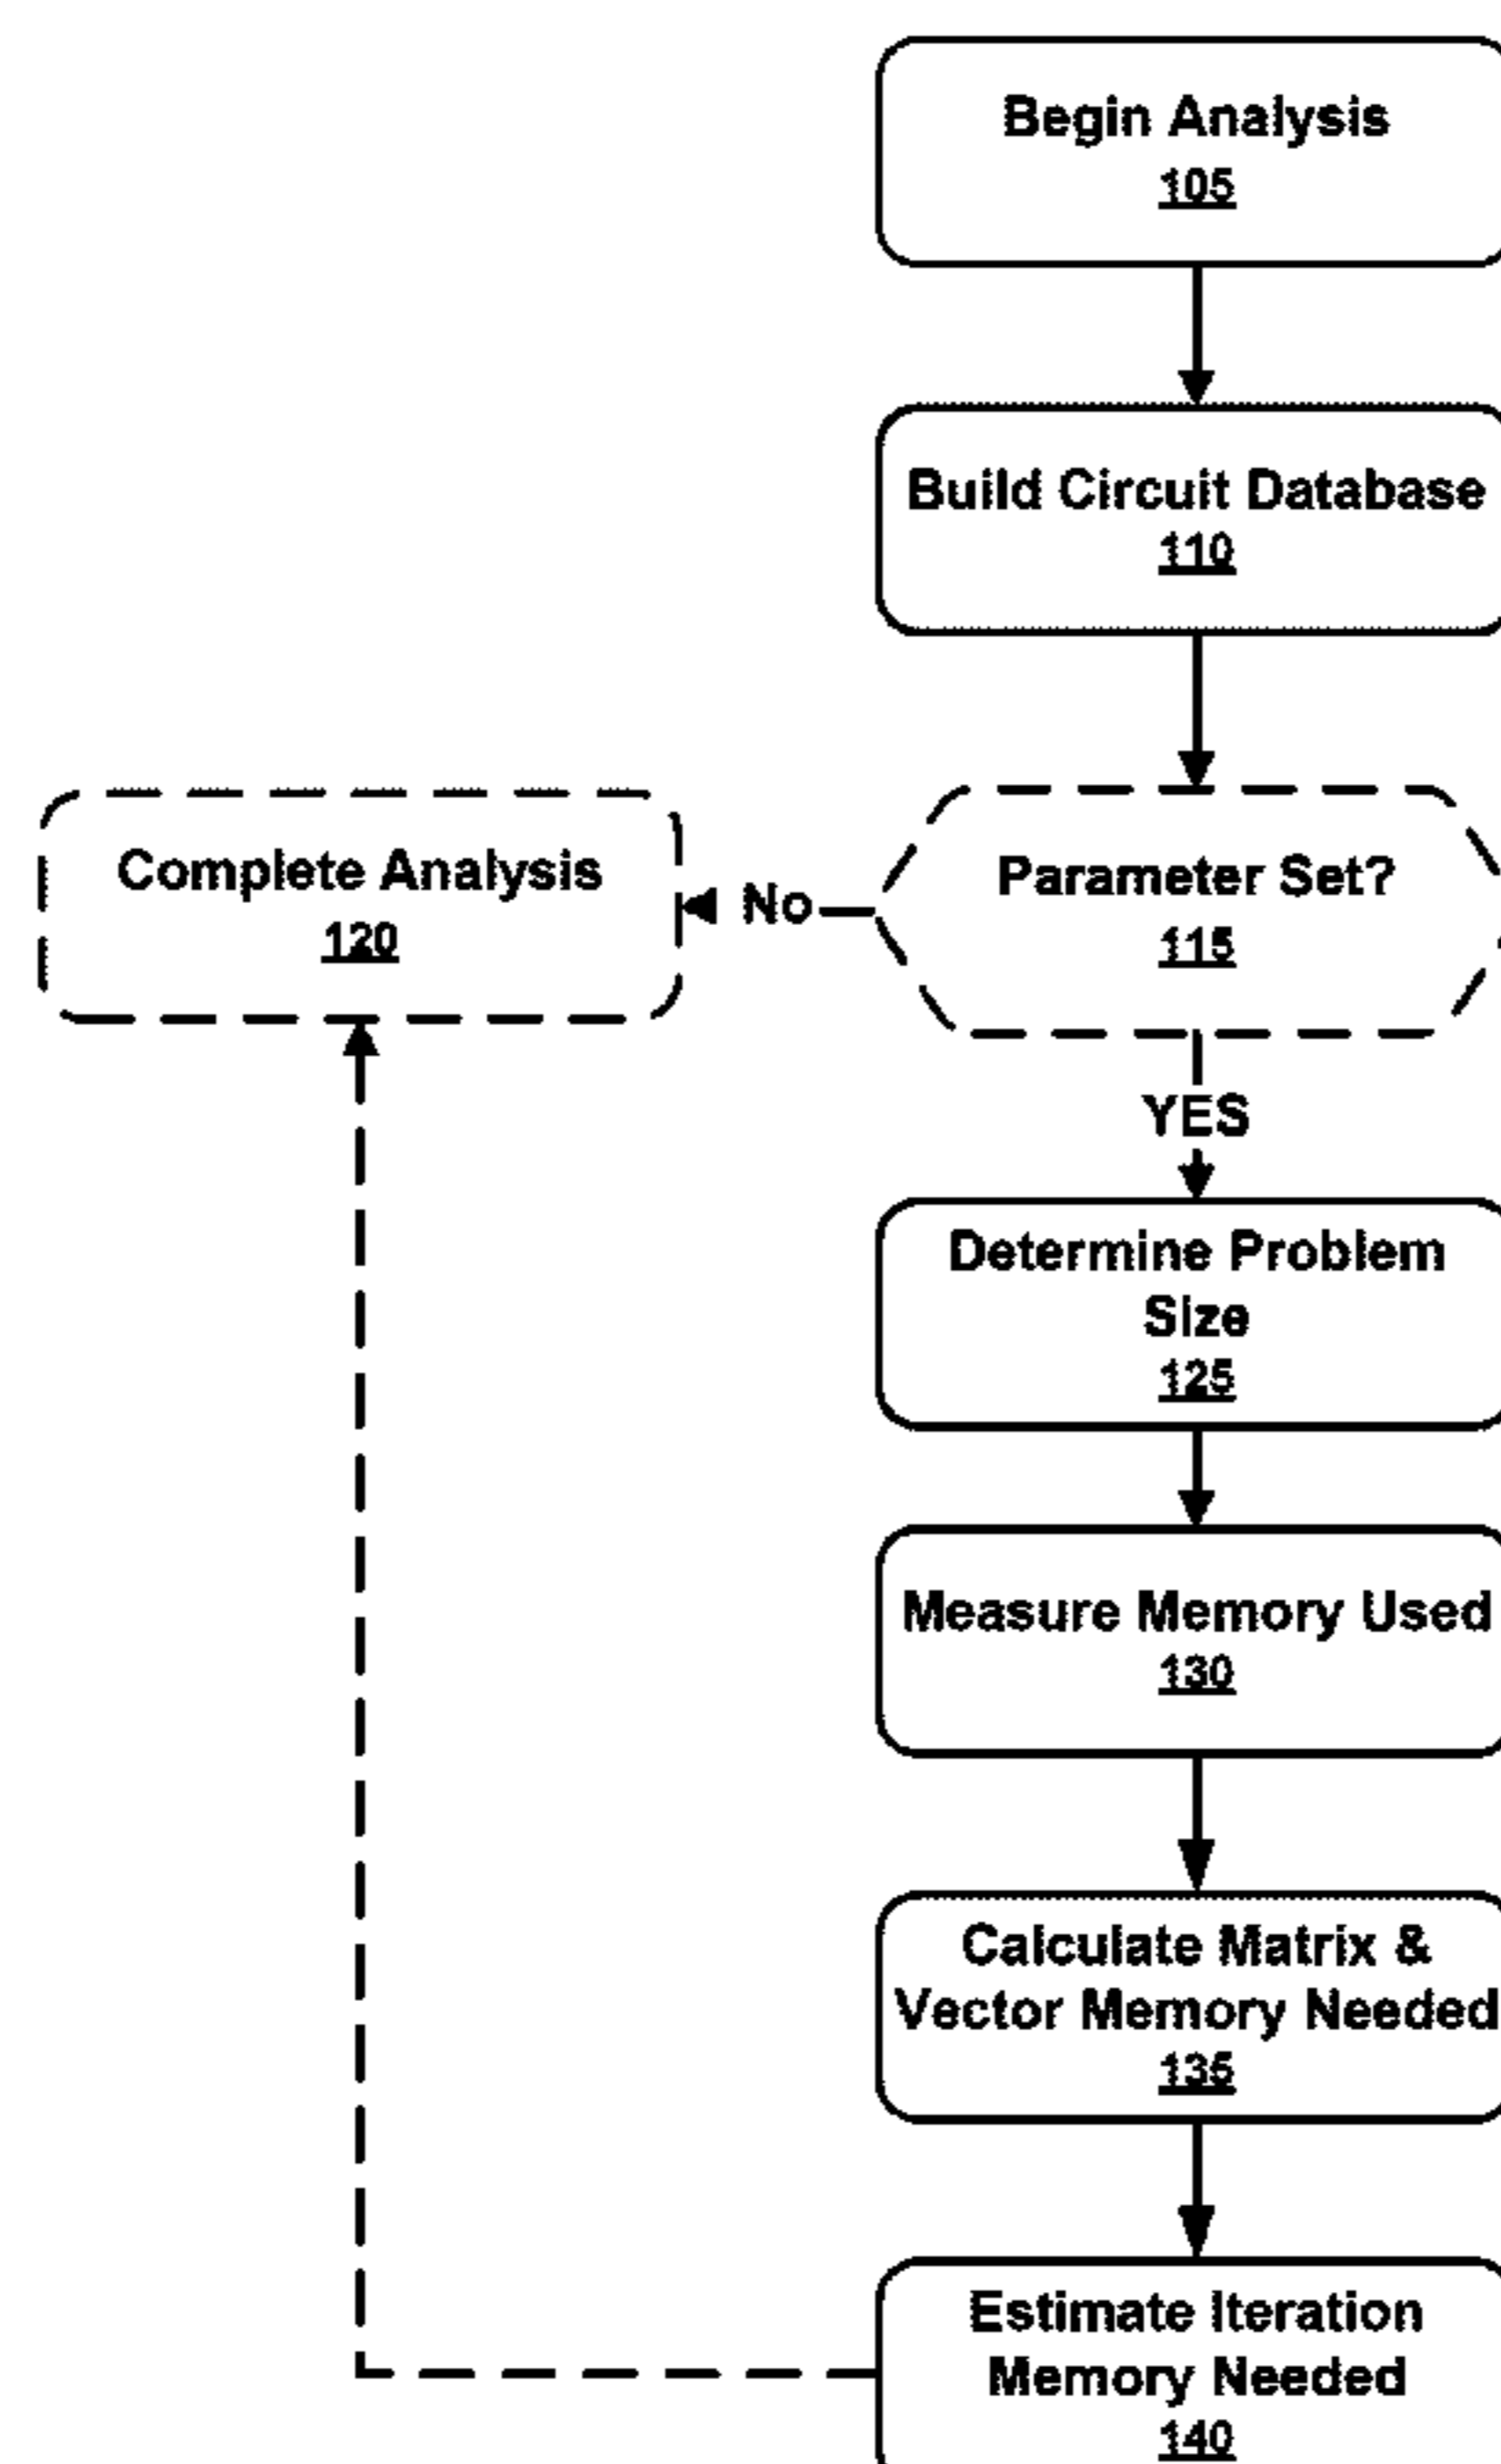 Begin Analysis
105
Build Circuit Database
110
Complete Analysis
120
No
Parameter Set?
115
YES
Determine Problem
Size
125
Measure Memory Used
130
Calculate Matrix &
Vector Memory Needed
135
Estimate Iteration
Memory Needed
140